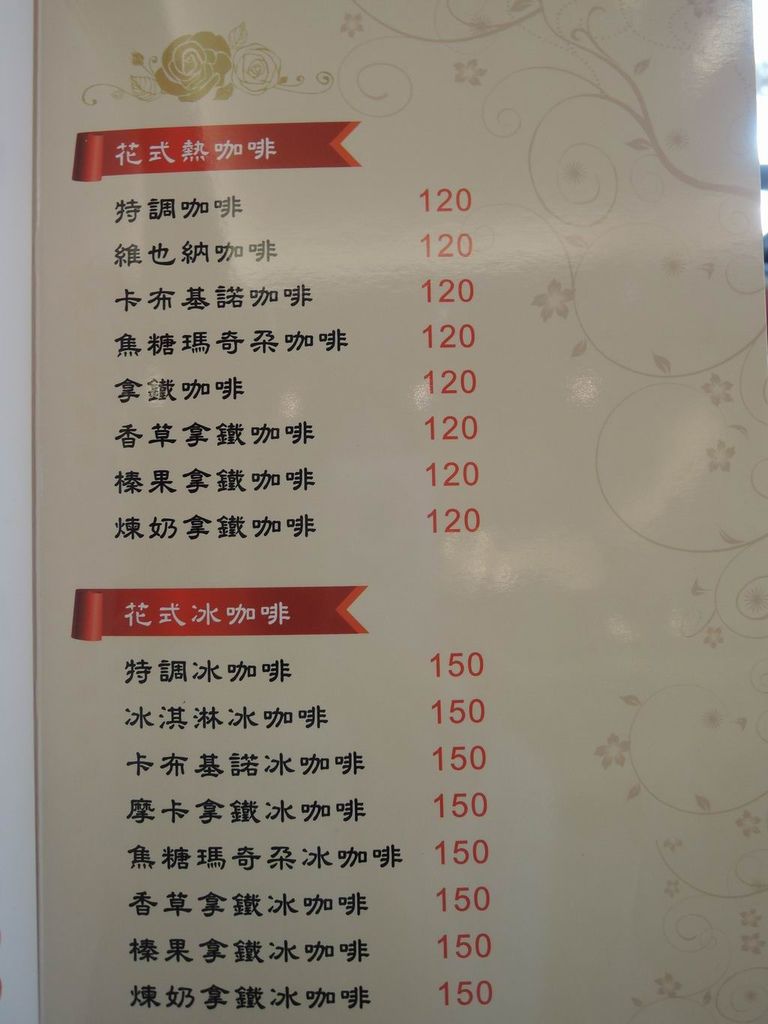 花式熱咖啡
特調咖啡 120
維也納咖啡 120
卡布基諾咖啡 120
焦糖瑪奇朵咖啡 120
拿鐵咖啡 120
香草拿鐵咖啡 120
榛果拿鐵咖啡 120
煉奶拿鐵咖啡 120
花式冰咖啡
特調冰咖啡 150
冰淇淋冰咖啡 150
卡布基諾冰咖啡 150
摩卡拿鐵冰咖啡 150
焦糖瑪奇朵冰咖啡 150
香草拿鐵冰咖啡 150
榛果拿鐵冰咖啡 150
煉奶拿鐵冰咖啡 150